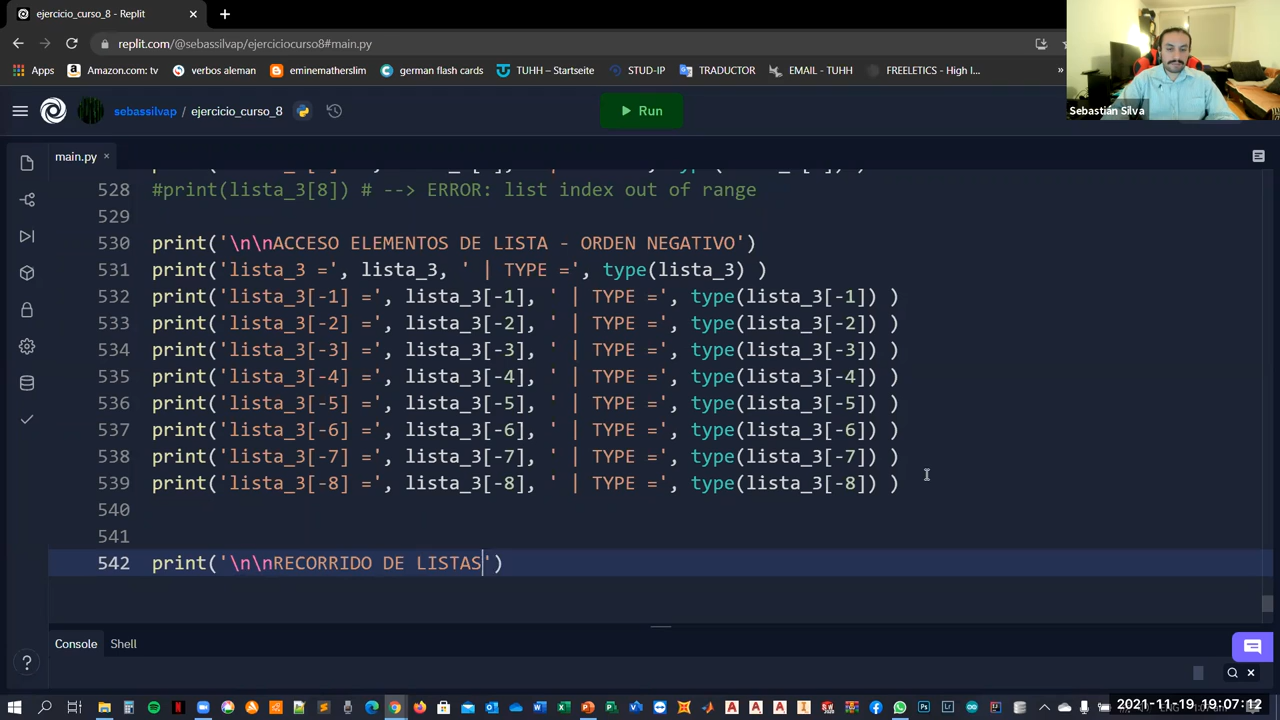 ejercicio_curso_8 - Replit
replit.com/@sebassilvap/ejerciciocurso8#main.py
Apps Amazon.com: tv verbos aleman eminematherslim german flash cards TUHH – Startseite STUD-IP TRADUCTOR EMAIL - TUHH FREELETICS - High I... »
Sebastián Silva
sebassilvap / ejercicio_curso_8 Run
main.py
528 #print(lista_3[8]) # --> ERROR: list index out of range
529
530 print('\n\nACCESO ELEMENTOS DE LISTA - ORDEN NEGATIVO')
531 print('lista_3 =', lista_3, ' | TYPE =', type(lista_3) )
532 print('lista_3[-1] =', lista_3[-1], ' | TYPE =', type(lista_3[-1]) )
533 print('lista_3[-2] =', lista_3[-2], ' | TYPE =', type(lista_3[-2]) )
534 print('lista_3[-3] =', lista_3[-3], ' | TYPE =', type(lista_3[-3]) )
535 print('lista_3[-4] =', lista_3[-4], ' | TYPE =', type(lista_3[-4]) )
536 print('lista_3[-5] =', lista_3[-5], ' | TYPE =', type(lista_3[-5]) )
537 print('lista_3[-6] =', lista_3[-6], ' | TYPE =', type(lista_3[-6]) )
538 print('lista_3[-7] =', lista_3[-7], ' | TYPE =', type(lista_3[-7]) )
539 print('lista_3[-8] =', lista_3[-8], ' | TYPE =', type(lista_3[-8]) )
540
541
542 print('\n\nRECORRIDO DE LISTAS')
Console Shell
2021-11-19 19:07:12